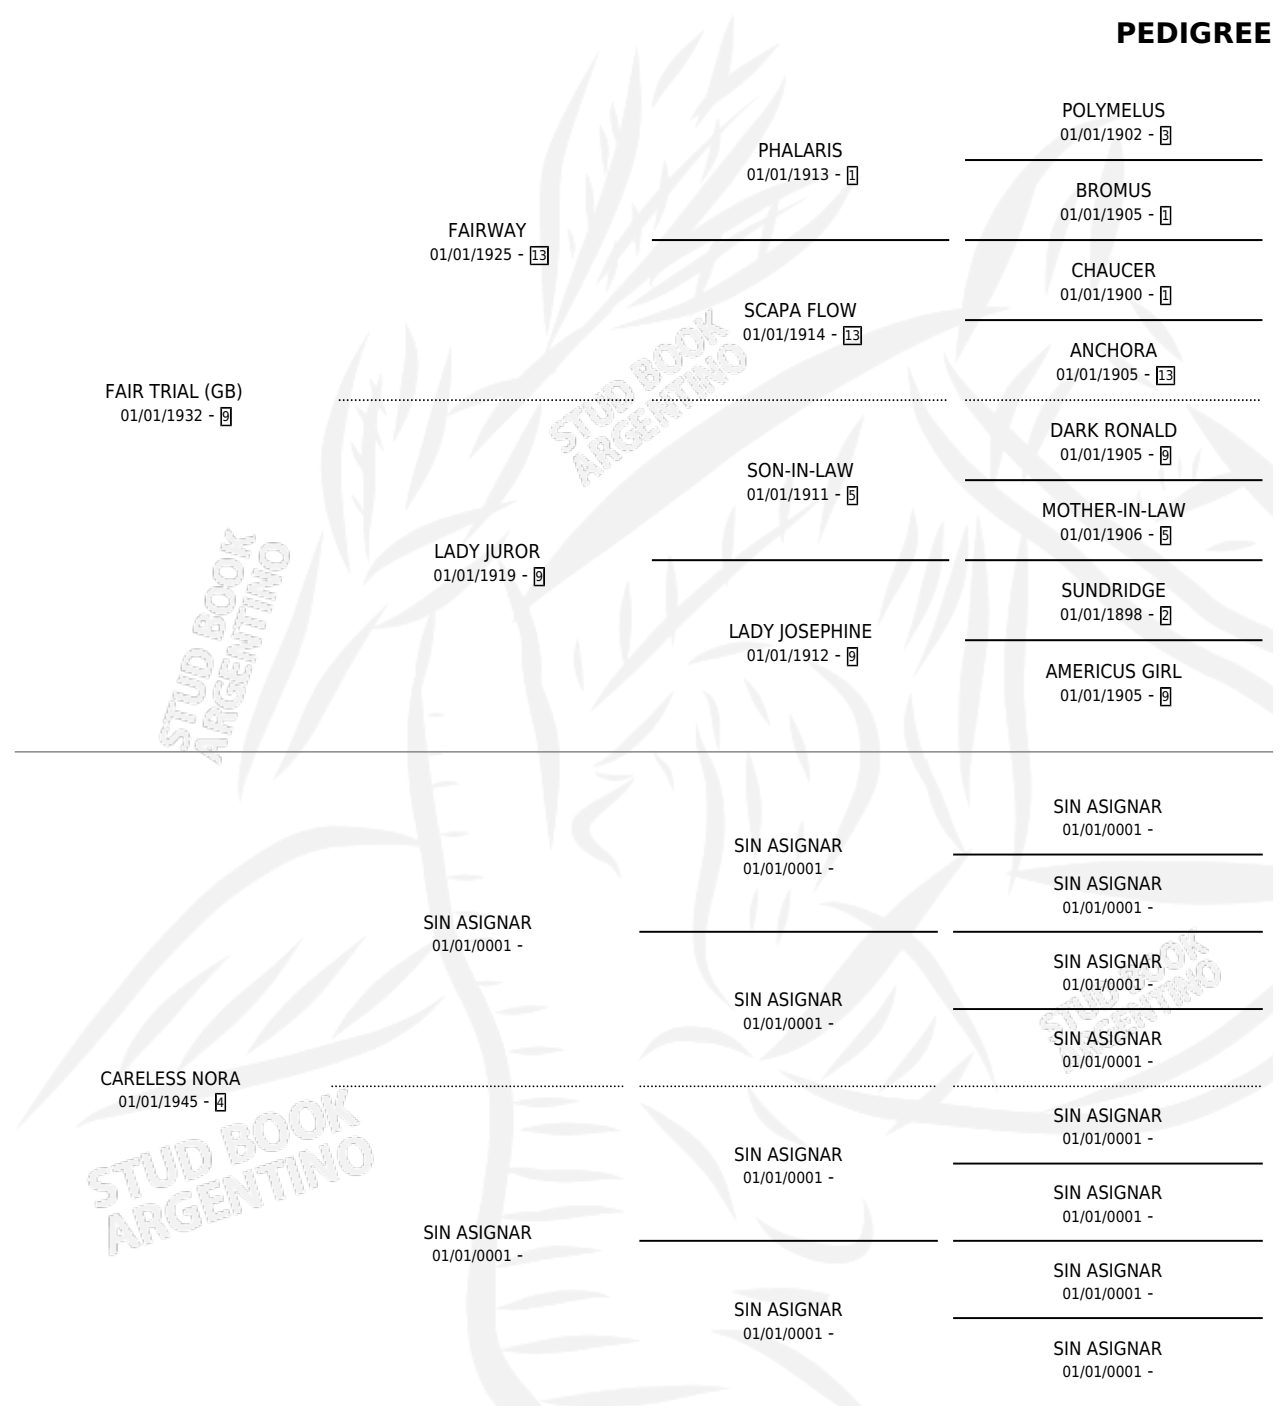 PEDIGREE
POLYMELUS
01/01/1902 - 3
PHALARIS
01/01/1913 - 1
BROMUS
01/01/1905 - 1
FAIRWAY
01/01/1925 - 13
CHAUCER
01/01/1900 - 1
SCAPA FLOW
01/01/1914 - 13
ANCHORA
01/01/1905 - 13
FAIR TRIAL (GB)
01/01/1932 - 9
DARK RONALD
01/01/1905 - 9
SON-IN-LAW
01/01/1911 - 5
MOTHER-IN-LAW
01/01/1906 - 5
LADY JUROR
01/01/1919 - 9
SUNDRIDGE
01/01/1898 - 2
LADY JOSEPHINE
01/01/1912 - 9
AMERICUS GIRL
01/01/1905 - 9
STUD BOOK
ARGENTINO
STUD BOOK
ARGENTINO
SIN ASIGNAR
01/01/0001 -
SIN ASIGNAR
01/01/0001 -
SIN ASIGNAR
01/01/0001 -
SIN ASIGNAR
01/01/0001 -
SIN ASIGNAR
01/01/0001 -
SIN ASIGNAR
01/01/0001 -
SIN ASIGNAR
01/01/0001 -
CARELESS NORA
01/01/1945 - 4
SIN ASIGNAR
01/01/0001 -
SIN ASIGNAR
01/01/0001 -
SIN ASIGNAR
01/01/0001 -
SIN ASIGNAR
01/01/0001 -
SIN ASIGNAR
01/01/0001 -
SIN ASIGNAR
01/01/0001 -
SIN ASIGNAR
01/01/0001 -
STUD BOOK
ARGENTINO
STUD BOOK
ARGENTINO